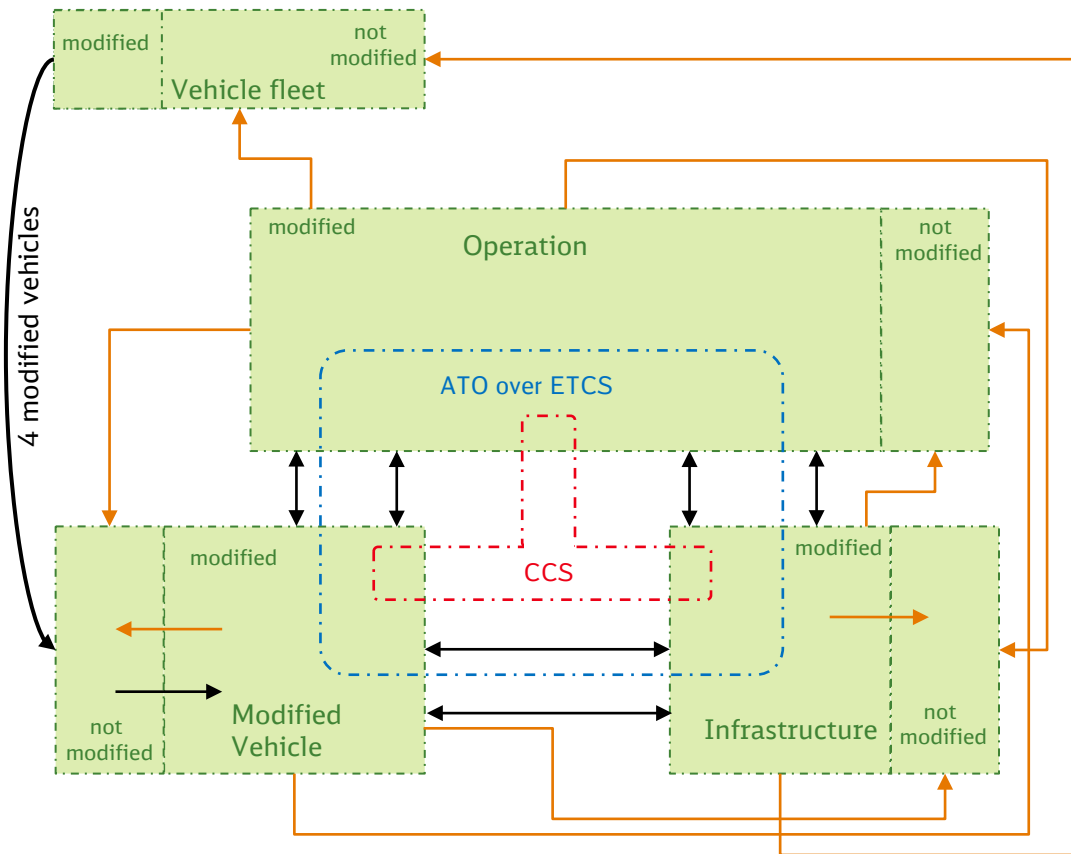 modified
not
modified
Vehicle fleet
4 modified vehicles
modified
Operation
not
modified
ATO over ETCS
modified
CCS
modified
not
modified
Modified
Vehicle
Infrastructure
not
modified